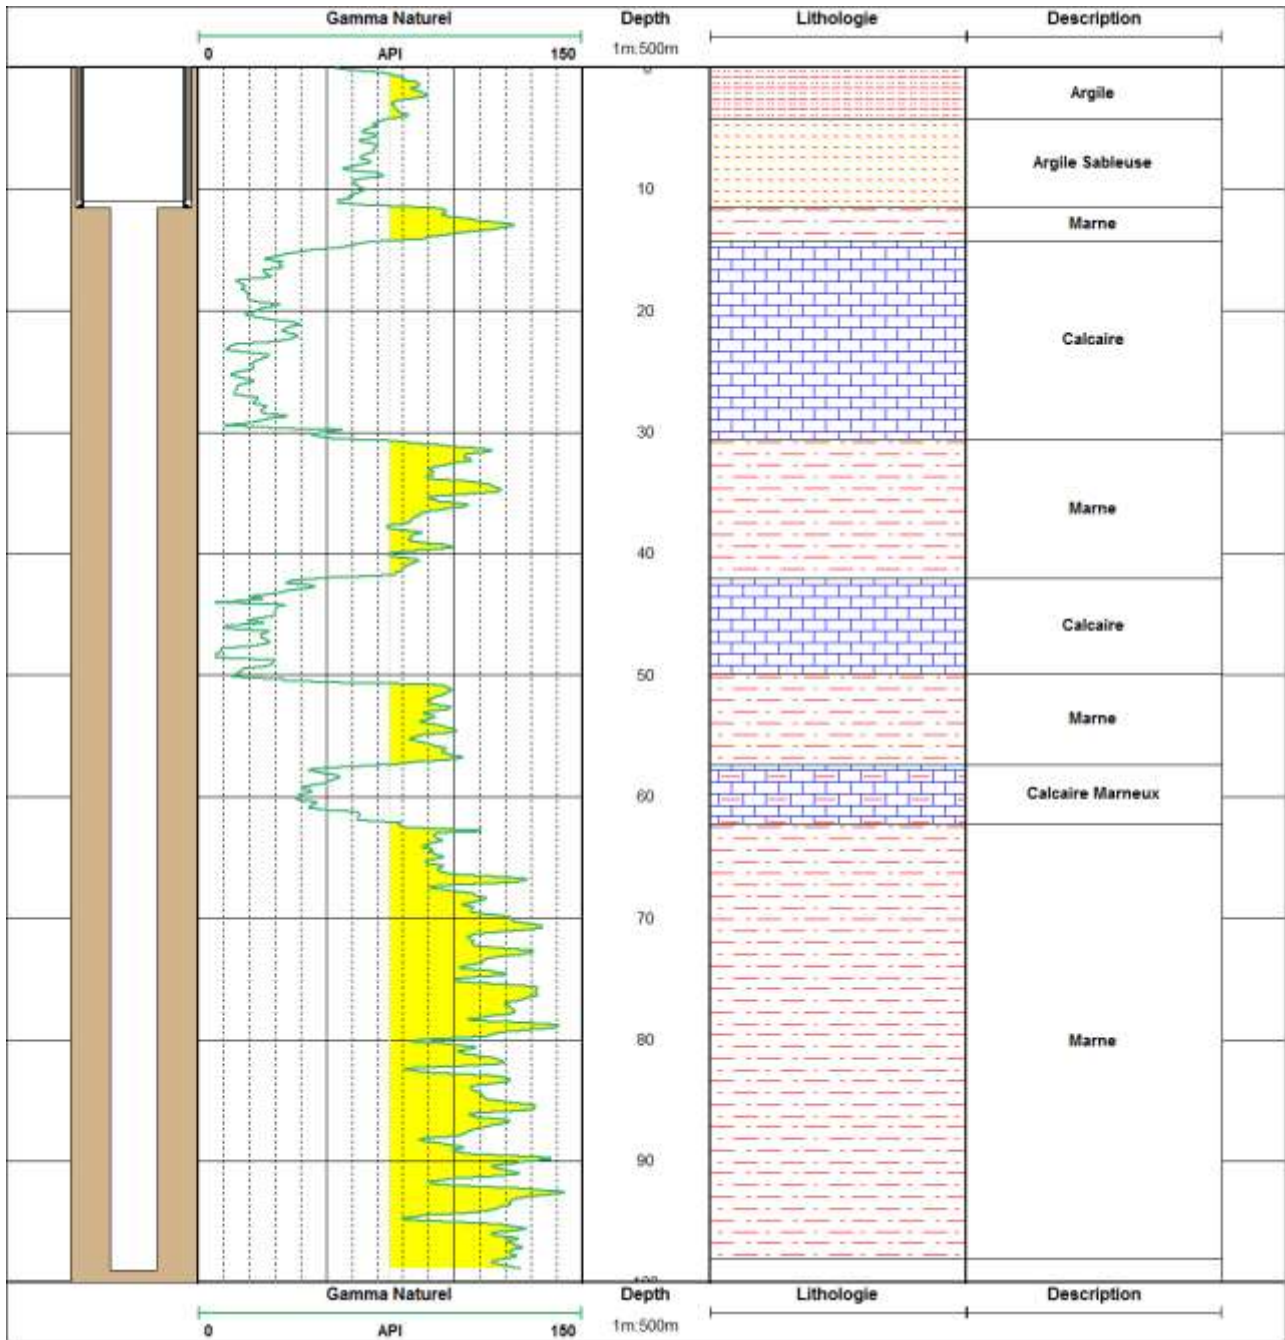 Gamma Naturel Depth Lithologie Description
0 API 150 1m:500m
0
Argile
Argile Sableuse
10
Marne
20
Calcaire
30
Marne
40
Calcaire
50
Marne
Calcaire Marneux
60
70
80
Marne
90
100
Gamma Naturel Depth Lithologie Description
0 API 150 1m:500m